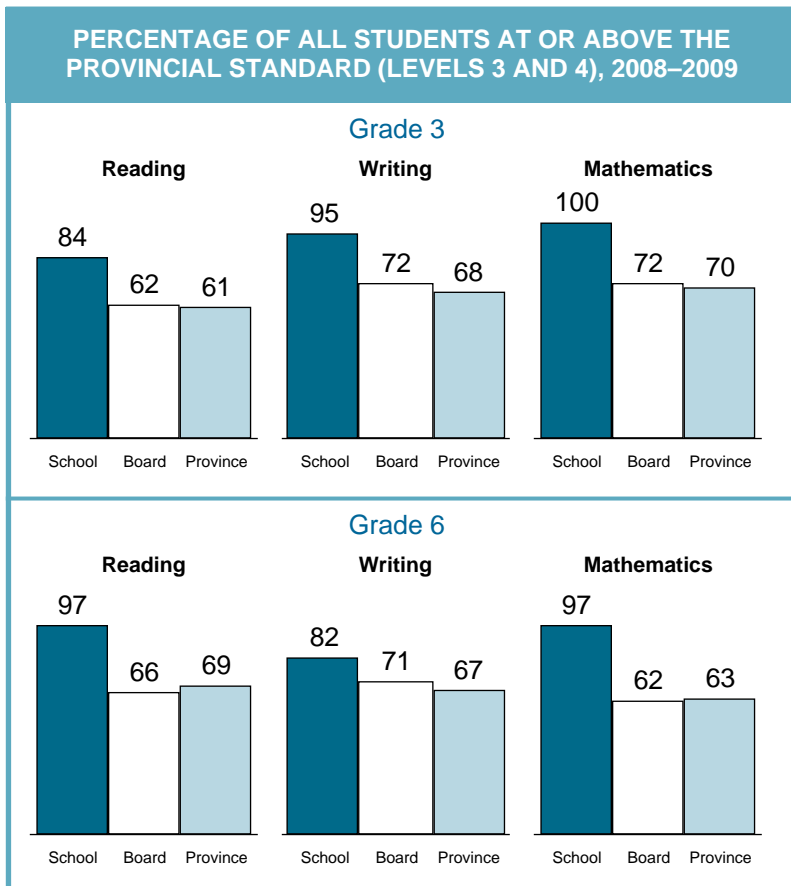 PERCENTAGE OF ALL STUDENTS AT OR ABOVE THE
PROVINCIAL STANDARD (LEVELS 3 AND 4), 2008–2009
Grade 3
Reading Writing Mathematics
84 62 61 95 72 68 100 72 70
School Board Province School Board Province School Board Province
Grade 6
Reading Writing Mathematics
97 66 69 82 71 67 97 62 63
School Board Province School Board Province School Board Province